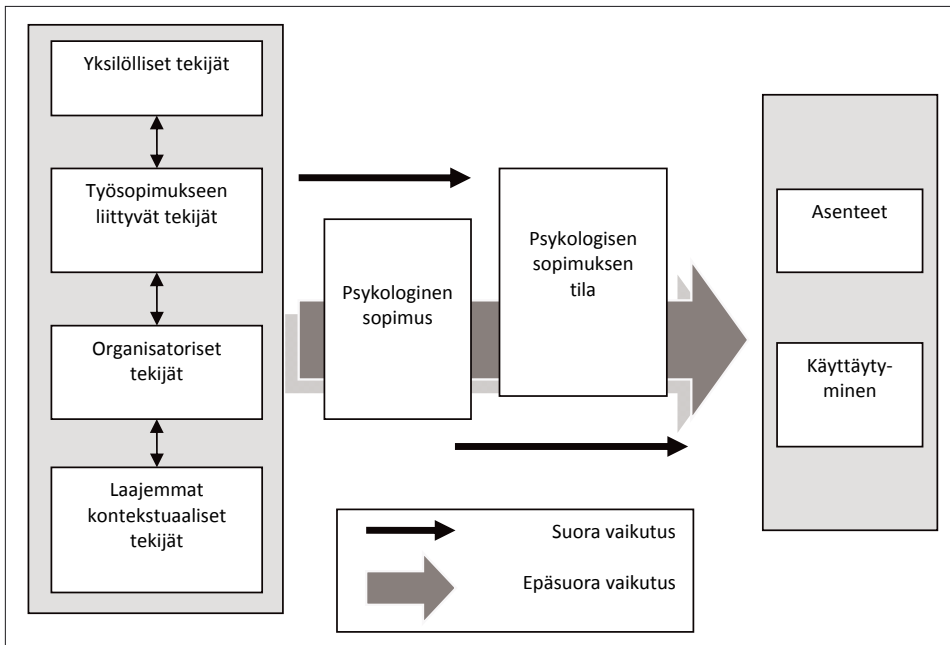 Yksilölliset tekijät
Työsopimukseen
liittyvät tekijät
Organisatoriset
tekijät
Laajemmat
kontekstuaaliset
tekijät
Psykologinen
sopimus
Psykologisen
sopimuksen
tila
Asenteet
Käyttäyty-
minen
Suora vaikutus
Epäsuora vaikutus